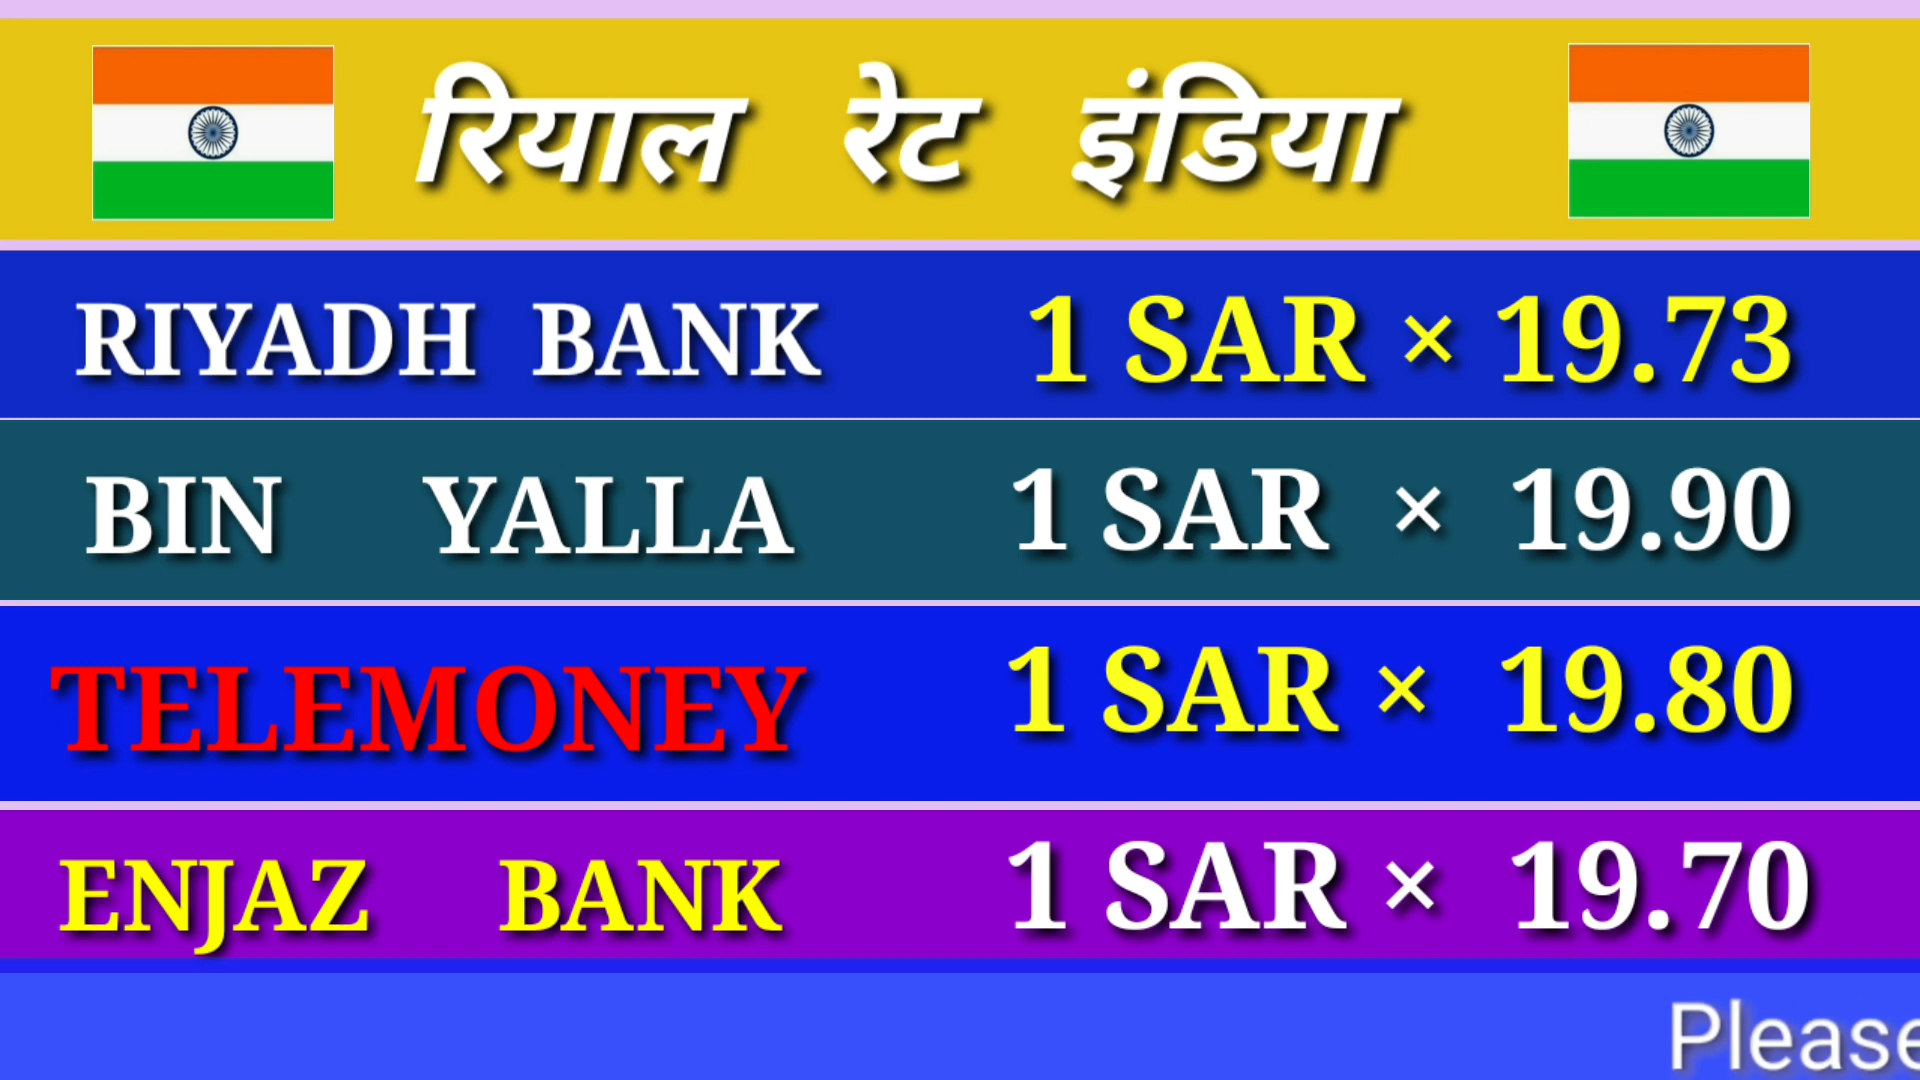 रियाल रेट इंडिया
RIYADH BANK 1 SAR × 19.73
BIN YALLA 1 SAR × 19.90
TELEMONEY 1 SAR × 19.80
ENJAZ BANK 1 SAR × 19.70
Please